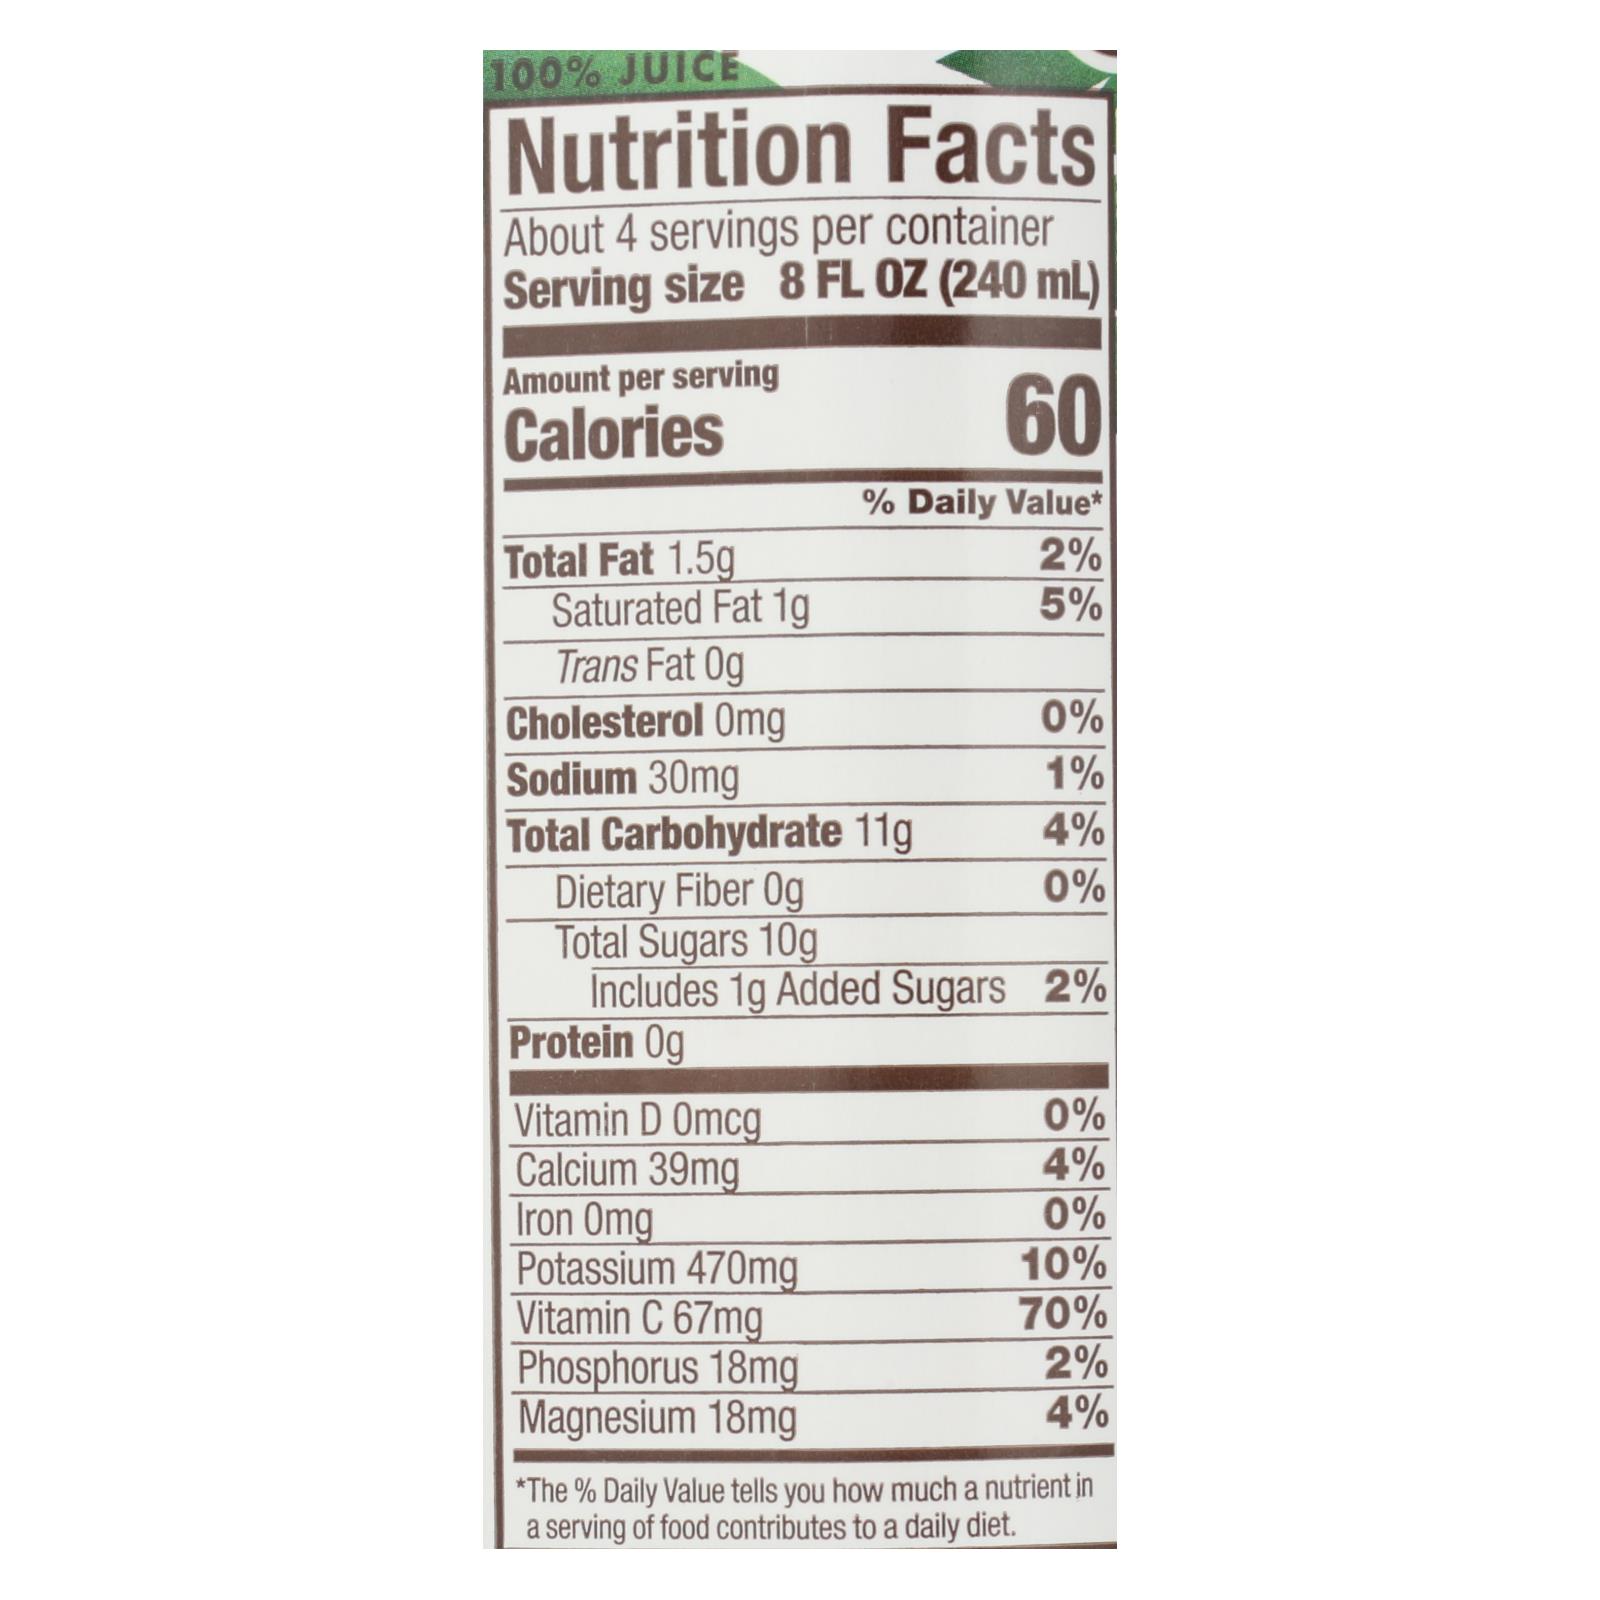 100% JUICE
Nutrition Facts
About 4 servings per container
Serving size 8 FL OZ (240 mL)
Amount per serving
Calories 60
% Daily Value*
Total Fat 1.5g 2%
Saturated Fat 1g 5%
Trans Fat 0g
Cholesterol 0mg 0%
Sodium 30mg 1%
Total Carbohydrate 11g 4%
Dietary Fiber 0g 0%
Total Sugars 10g
Includes 1g Added Sugars 2%
Protein 0g
Vitamin D 0mcg 0%
Calcium 39mg 4%
Iron 0mg 0%
Potassium 470mg 10%
Vitamin C 67mg 70%
Phosphorus 18mg 2%
Magnesium 18mg 4%
*The % Daily Value tells you how much a nutrient in
a serving of food contributes to a daily diet.